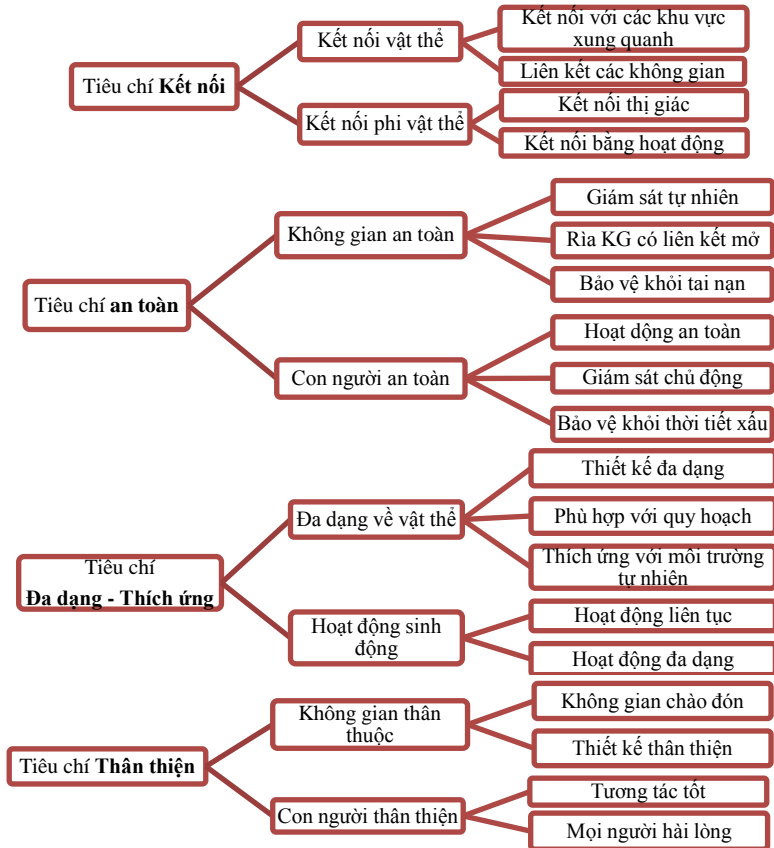 Tiêu chí Kết nối
Kết nối vật thể
Kết nối với các khu vực
xung quanh
Liên kết các không gian
Kết nối phi vật thể
Kết nối thị giác
Kết nối bằng hoạt động
Tiêu chí an toàn
Không gian an toàn
Giám sát tự nhiên
Rìa KG có liên kết mở
Bảo vệ khỏi tai nạn
Con người an toàn
Hoạt dộng an toàn
Giám sát chủ động
Bảo vệ khỏi thời tiết xấu
Tiêu chí
Đa dạng - Thích ứng
Đa dạng về vật thể
Thiết kế đa dạng
Phù hợp với quy hoạch
Thích ứng với môi trường
tự nhiên
Hoạt động sinh
động
Hoạt động liên tục
Hoạt động đa dạng
Tiêu chí Thân thiện
Không gian thân
thuộc
Không gian chào đón
Thiết kế thân thiện
Con người thân thiện
Tương tác tốt
Mọi người hài lòng